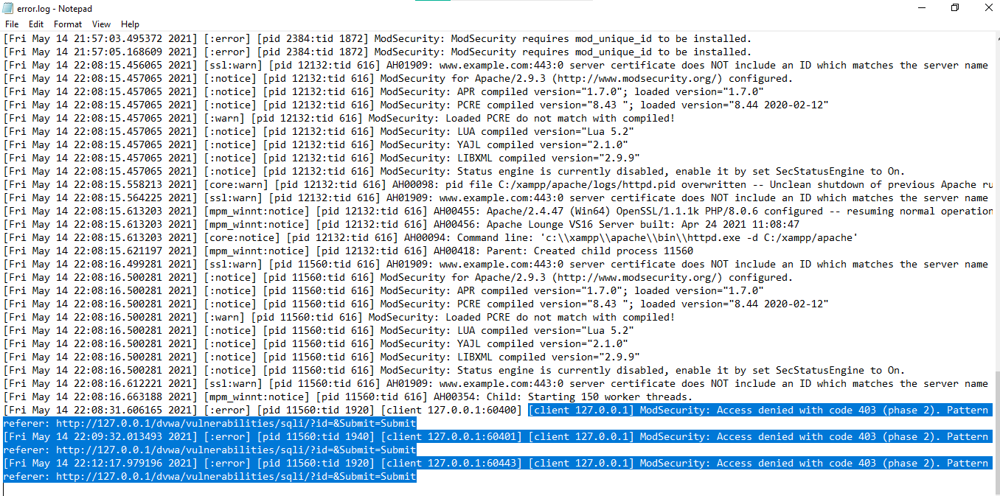 error.log - Notepad
File Edit Format View Help
[Fri May 14 21:57:03.495372 2021] [:error] [pid 2384:tid 1872] ModSecurity: ModSecurity requires mod_unique_id to be installed.
[Fri May 14 21:57:05.168609 2021] [:error] [pid 2384:tid 1872] ModSecurity: ModSecurity requires mod_unique_id to be installed.
[Fri May 14 22:08:15.456065 2021] [ssl:warn] [pid 12132:tid 616] AH01909: www.example.com:443:0 server certificate does NOT include an ID which matches the server name
[Fri May 14 22:08:15.457065 2021] [:notice] [pid 12132:tid 616] ModSecurity for Apache/2.9.3 (http://www.modsecurity.org/) configured.
[Fri May 14 22:08:15.457065 2021] [:notice] [pid 12132:tid 616] ModSecurity: APR compiled version="1.7.0"; loaded version="1.7.0"
[Fri May 14 22:08:15.457065 2021] [:notice] [pid 12132:tid 616] ModSecurity: PCRE compiled version="8.43 "; loaded version="8.44 2020-02-12"
[Fri May 14 22:08:15.457065 2021] [:warn] [pid 12132:tid 616] ModSecurity: Loaded PCRE do not match with compiled!
[Fri May 14 22:08:15.457065 2021] [:notice] [pid 12132:tid 616] ModSecurity: LUA compiled version="Lua 5.2"
[Fri May 14 22:08:15.457065 2021] [:notice] [pid 12132:tid 616] ModSecurity: YAJL compiled version="2.1.0"
[Fri May 14 22:08:15.457065 2021] [:notice] [pid 12132:tid 616] ModSecurity: LIBXML compiled version="2.9.9"
[Fri May 14 22:08:15.457065 2021] [:notice] [pid 12132:tid 616] ModSecurity: Status engine is currently disabled, enable it by set SecStatusEngine to On.
[Fri May 14 22:08:15.558213 2021] [core:warn] [pid 12132:tid 616] AH00098: pid file C:/xampp/apache/logs/httpd.pid overwritten -- Unclean shutdown of previous Apache ru
[Fri May 14 22:08:15.564225 2021] [ssl:warn] [pid 12132:tid 616] AH01909: www.example.com:443:0 server certificate does NOT include an ID which matches the server name
[Fri May 14 22:08:15.613203 2021] [mpm_winnt:notice] [pid 12132:tid 616] AH00455: Apache/2.4.47 (Win64) OpenSSL/1.1.1k PHP/8.0.6 configured -- resuming normal operation
[Fri May 14 22:08:15.613203 2021] [mpm_winnt:notice] [pid 12132:tid 616] AH00456: Apache Lounge VS16 Server built: Apr 24 2021 11:08:47
[Fri May 14 22:08:15.613203 2021] [core:notice] [pid 12132:tid 616] AH00094: Command line: 'c:\\xampp\\apache\\bin\\httpd.exe -d C:/xampp/apache'
[Fri May 14 22:08:15.621197 2021] [mpm_winnt:notice] [pid 12132:tid 616] AH00418: Parent: Created child process 11560
[Fri May 14 22:08:16.499281 2021] [ssl:warn] [pid 11560:tid 616] AH01909: www.example.com:443:0 server certificate does NOT include an ID which matches the server name
[Fri May 14 22:08:16.500281 2021] [:notice] [pid 11560:tid 616] ModSecurity for Apache/2.9.3 (http://www.modsecurity.org/) configured.
[Fri May 14 22:08:16.500281 2021] [:notice] [pid 11560:tid 616] ModSecurity: APR compiled version="1.7.0"; loaded version="1.7.0"
[Fri May 14 22:08:16.500281 2021] [:notice] [pid 11560:tid 616] ModSecurity: PCRE compiled version="8.43 "; loaded version="8.44 2020-02-12"
[Fri May 14 22:08:16.500281 2021] [:warn] [pid 11560:tid 616] ModSecurity: Loaded PCRE do not match with compiled!
[Fri May 14 22:08:16.500281 2021] [:notice] [pid 11560:tid 616] ModSecurity: LUA compiled version="Lua 5.2"
[Fri May 14 22:08:16.500281 2021] [:notice] [pid 11560:tid 616] ModSecurity: YAJL compiled version="2.1.0"
[Fri May 14 22:08:16.500281 2021] [:notice] [pid 11560:tid 616] ModSecurity: LIBXML compiled version="2.9.9"
[Fri May 14 22:08:16.500281 2021] [:notice] [pid 11560:tid 616] ModSecurity: Status engine is currently disabled, enable it by set SecStatusEngine to On.
[Fri May 14 22:08:16.612221 2021] [ssl:warn] [pid 11560:tid 616] AH01909: www.example.com:443:0 server certificate does NOT include an ID which matches the server name
[Fri May 14 22:08:16.663188 2021] [mpm_winnt:notice] [pid 11560:tid 616] AH00354: Child: Starting 150 worker threads.
[Fri May 14 22:08:31.606165 2021] [:error] [pid 11560:tid 1920] [client 127.0.0.1:60400] [client 127.0.0.1] ModSecurity: Access denied with code 403 (phase 2). Pattern
referer: http://127.0.0.1/dvwa/vulnerabilities/sqli/?id=&Submit=Submit
[Fri May 14 22:09:32.013493 2021] [:error] [pid 11560:tid 1940] [client 127.0.0.1:60401] [client 127.0.0.1] ModSecurity: Access denied with code 403 (phase 2). Pattern
referer: http://127.0.0.1/dvwa/vulnerabilities/sqli/?id=&Submit=Submit
[Fri May 14 22:12:17.979196 2021] [:error] [pid 11560:tid 1920] [client 127.0.0.1:60443] [client 127.0.0.1] ModSecurity: Access denied with code 403 (phase 2). Pattern
referer: http://127.0.0.1/dvwa/vulnerabilities/sqli/?id=&Submit=Submit